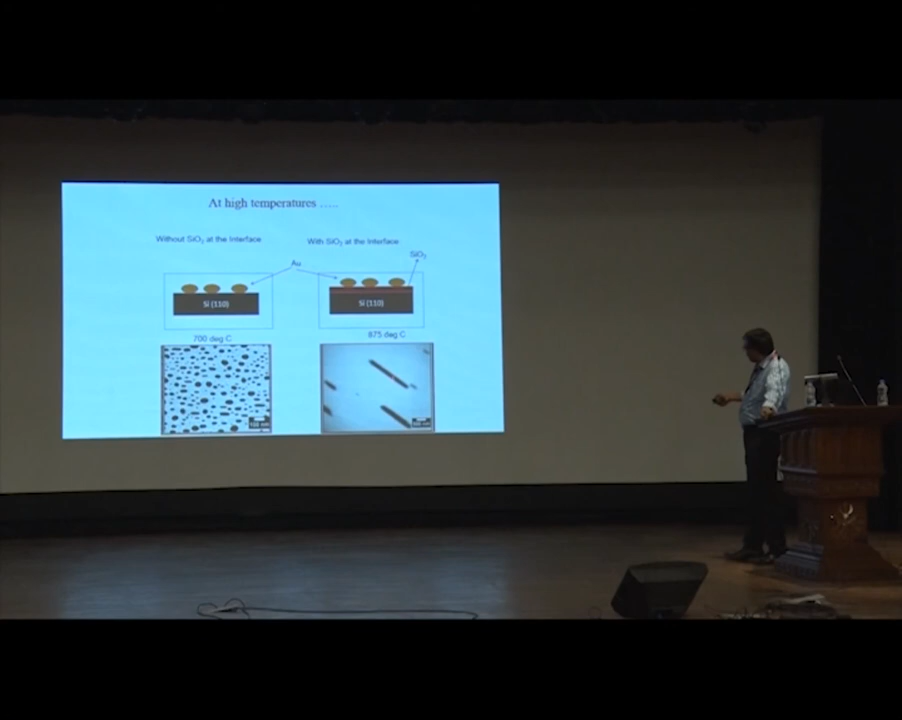 At high temperatures .....
Without SiO2 at the Interface
With SiO2 at the Interface
SiO2
Au
Si (110)
Si (110)
700 deg C
875 deg C